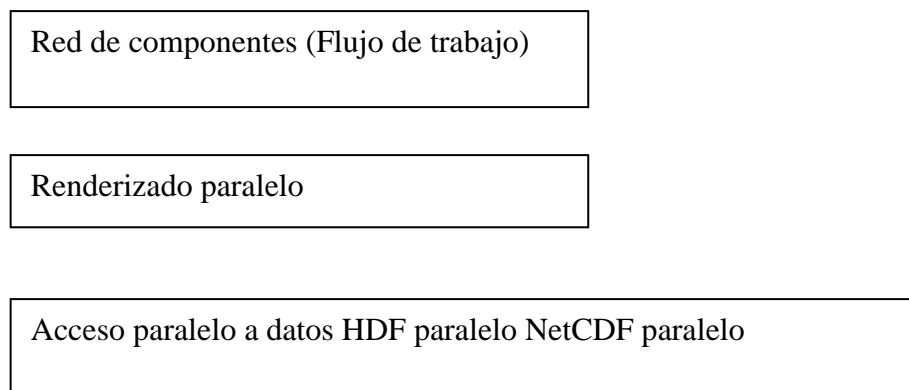 Red de componentes (Flujo de trabajo)
Renderizado paralelo
Acceso paralelo a datos HDF paralelo NetCDF paralelo